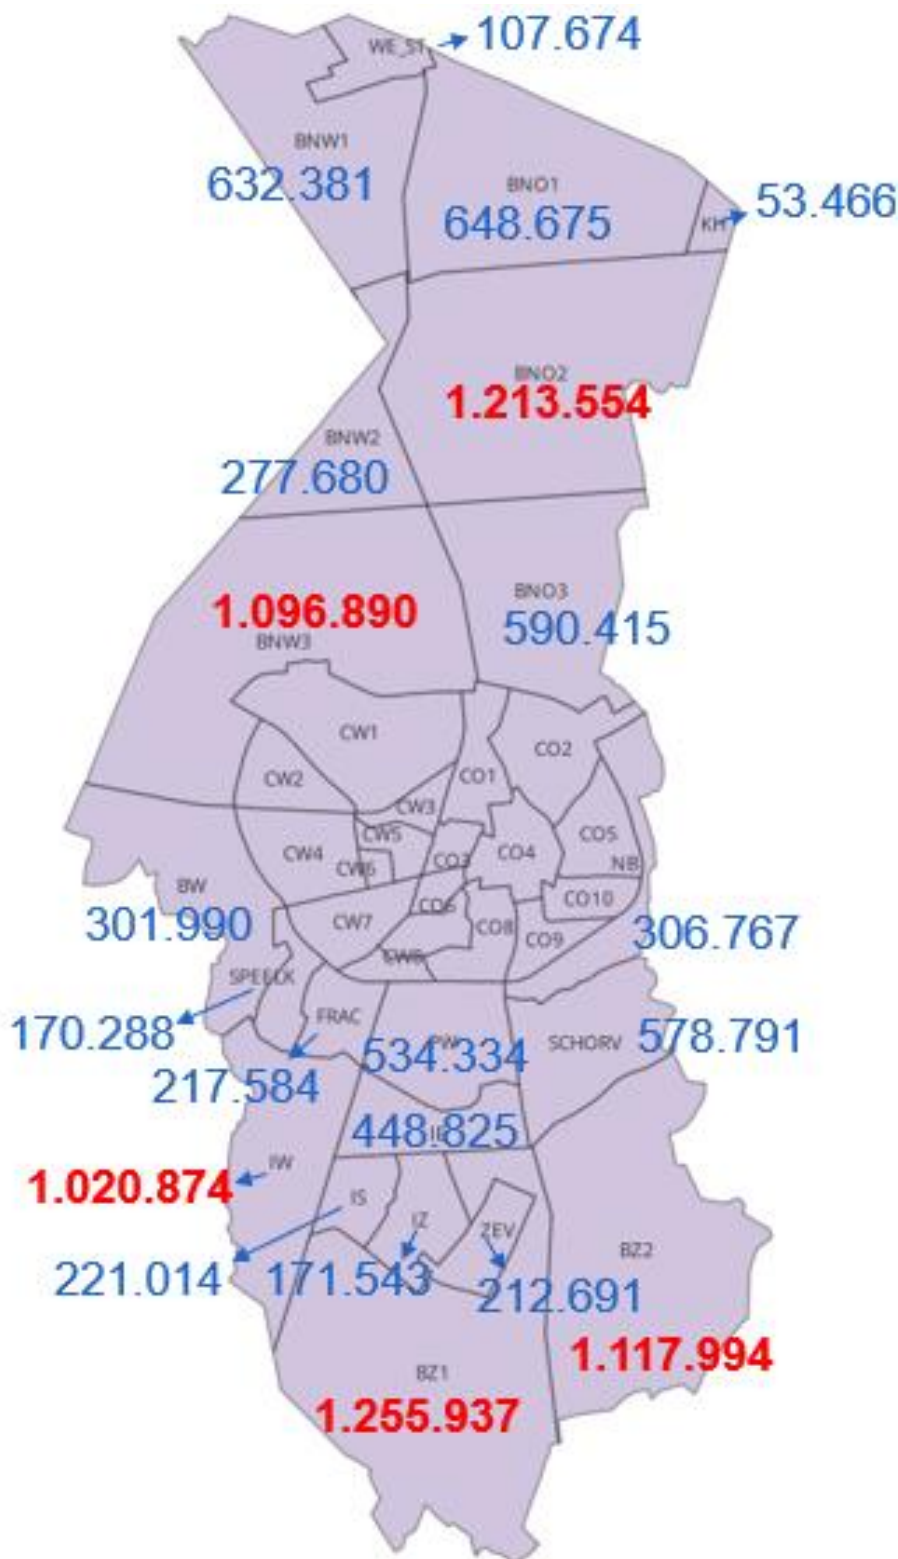 WE_ST
107.674
BNW1
632.381
BNO1
648.675
KH
53.466
BNO2
1.213.554
BNW2
277.680
BNO3
590.415
1.096.890
BNW3
CW1
CO2
CW2
CO1
CW3
CW5
CO5
CW4
CO3
CO4
CW6
NB
BW
CO6
CO10
301.990
CW7
CO8
CO9
306.767
SPEELK
170.288
FRAC
217.584
PW
534.334
SCHORV
578.791
448.825
IW
1.020.874
IS
221.014
IZ
171.543
ZEV
212.691
BZ2
1.117.994
BZ1
1.255.937